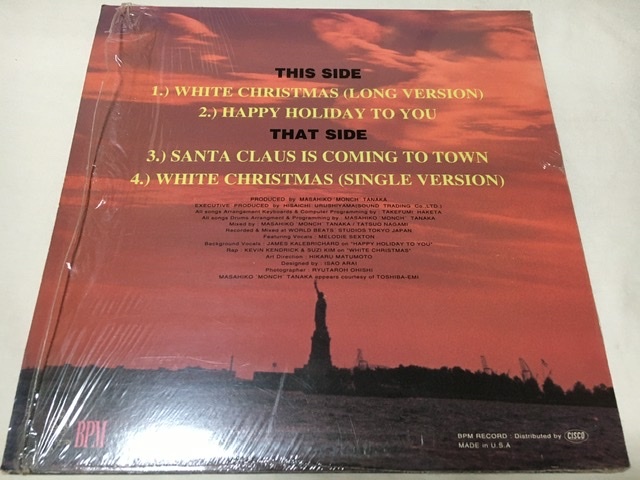 THIS SIDE
1.) WHITE CHRISTMAS (LONG VERSION)
2.) HAPPY HOLIDAY TO YOU
THAT SIDE
3.) SANTA CLAUS IS COMING TO TOWN
4.) WHITE CHRISTMAS (SINGLE VERSION)
PRODUCED by MASAHIKO 'MONCH' TANAKA
EXECUTIVE PRODUCED by HISAICHI URUSHIYAMA(SOUND TRADING Co.,LTD.)
All songs Arrangement Keyboards & Computer Programming by : TAKEFUMI HAKETA
All songs Drums Arrangement & Programming by : MASAHIKO 'MONCH' TANAKA
Mixed by : MASAHIKO 'MONCH' TANAKA / TATSUO NAGAMI
Recorded & Mixed at WORLD BEATS STUDIOS TOKYO JAPAN
Featuring Vocals : MELODIE SEXTON
Background Vocals : JAMES KALESRICHARD on "HAPPY HOLIDAY TO YOU"
Rap : KEVIN KENDRICK & SUZI KIM on "WHITE CHRISTMAS"
Art Direction : HIKARU MATUMOTO
Designed by : ISAO ARAI
Photographer : RYUTAROH OHISHI
MASAHIKO 'MONCH' TANAKA appears courtesy of TOSHIBA-EMI
BPM
BPM RECORD : Distributed by CISCO
MADE IN U.S.A